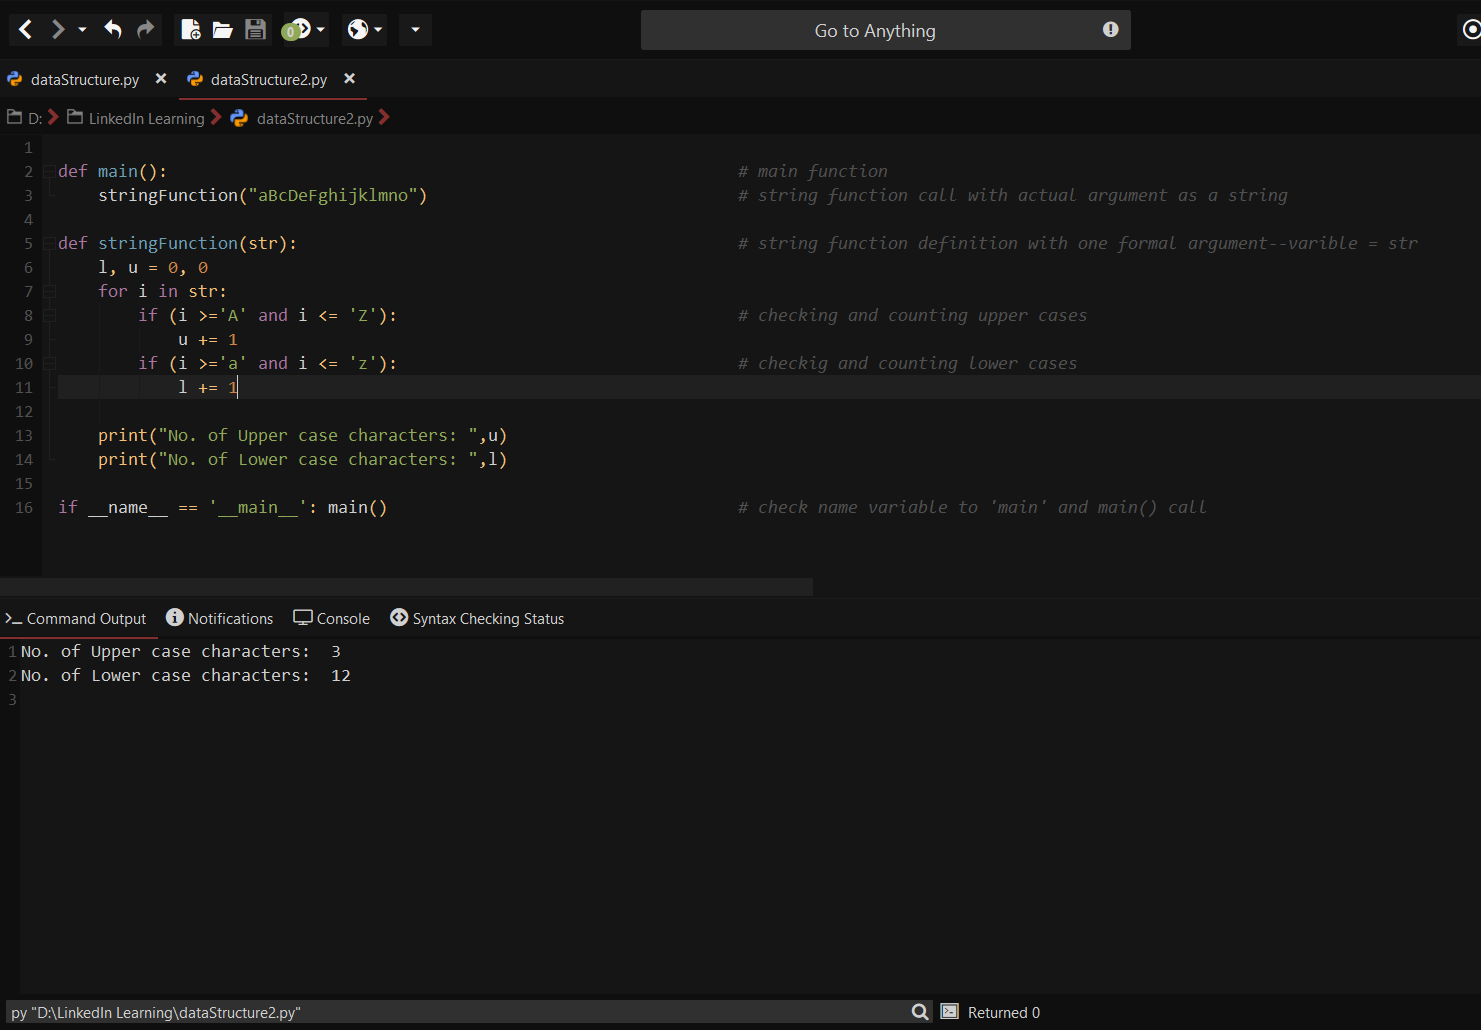 Go to Anything
0
dataStructure.py dataStructure2.py
D: LinkedIn Learning dataStructure2.py
1
2 def main(): # main function
3 stringFunction("aBcDeFghijklmno") # string function call with actual argument as a string
4
5 def stringFunction(str): # string function definition with one formal argument--varible = str
6 l, u = 0, 0
7 for i in str:
8 if (i >='A' and i <= 'Z'): # checking and counting upper cases
9 u += 1
10 if (i >='a' and i <= 'z'): # checkig and counting lower cases
11 l += 1
12
13 print("No. of Upper case characters: ",u)
14 print("No. of Lower case characters: ",l)
15
16 if __name__ == '__main__': main() # check name variable to 'main' and main() call
Command Output Notifications Console Syntax Checking Status
1 No. of Upper case characters:  3
2 No. of Lower case characters:  12
3
py "D:\LinkedIn Learning\dataStructure2.py" Returned 0